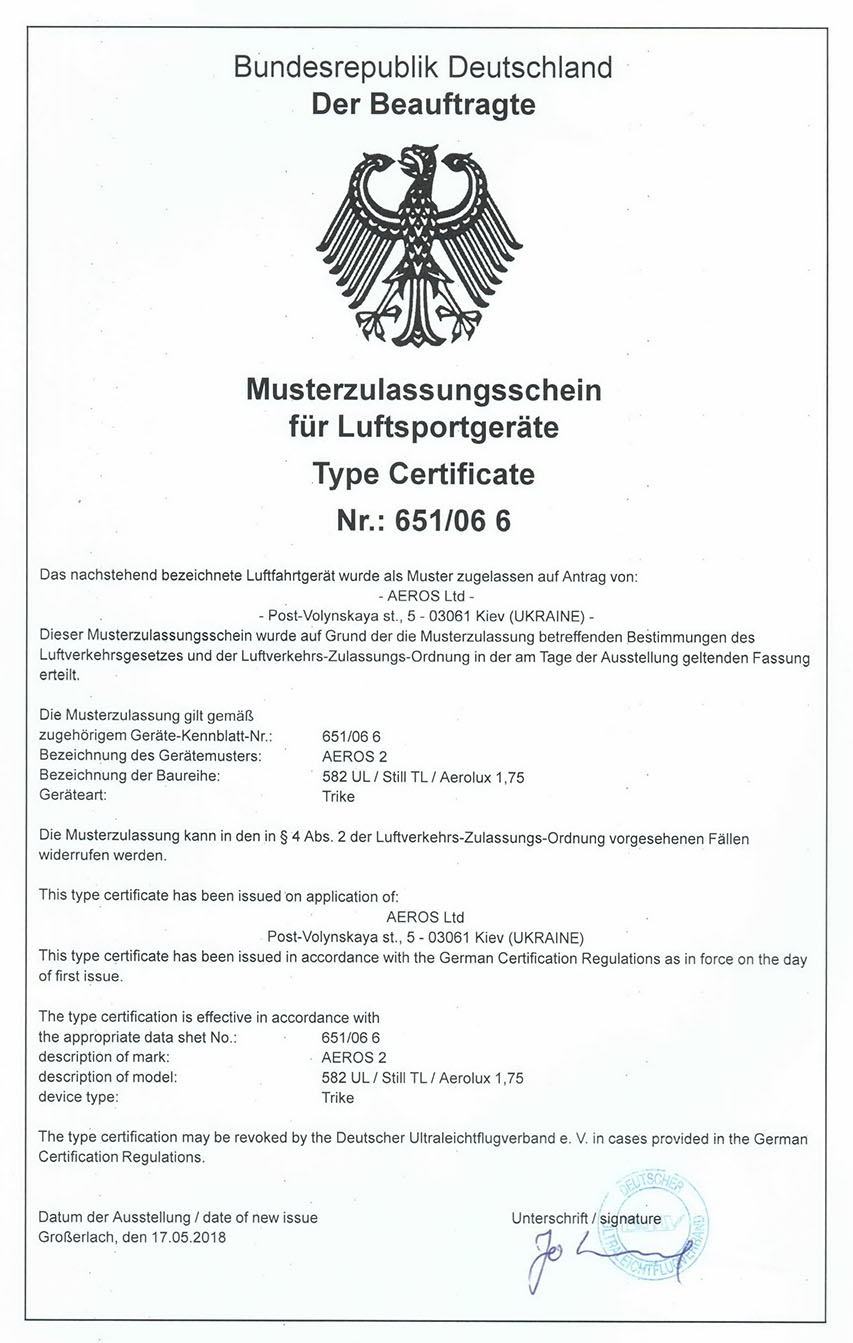 Bundesrepublik Deutschland
Der Beauftragte
Musterzulassungsschein
für Luftsportgeräte
Type Certificate
Nr.: 651/06 6
Das nachstehend bezeichnete Luftfahrtgerät wurde als Muster zugelassen auf Antrag von:
- AEROS Ltd -
- Post-Volynskaya st., 5 - 03061 Kiev (UKRAINE) -
Dieser Musterzulassungsschein wurde auf Grund der die Musterzulassung betreffenden Bestimmungen des
Luftverkehrsgesetzes und der Luftverkehrs-Zulassungs-Ordnung in der am Tage der Ausstellung geltenden Fassung
erteilt.
Die Musterzulassung gilt gemäß
zugehörigem Geräte-Kennblatt-Nr.: 651/06 6
Bezeichnung des Gerätemusters: AEROS 2
Bezeichnung der Baureihe: 582 UL / Still TL / Aerolux 1,75
Geräteart: Trike
Die Musterzulassung kann in den in § 4 Abs. 2 der Luftverkehrs-Zulassungs-Ordnung vorgesehenen Fällen
widerrufen werden.
This type certificate has been issued on application of:
AEROS Ltd
Post-Volynskaya st., 5 - 03061 Kiev (UKRAINE)
This type certificate has been issued in accordance with the German Certification Regulations as in force on the day
of first issue.
The type certification is effective in accordance with
the appropriate data shet No.: 651/06 6
description of mark: AEROS 2
description of model: 582 UL / Still TL / Aerolux 1,75
device type: Trike
The type certification may be revoked by the Deutscher Ultraleichtflugverband e. V. in cases provided in the German
Certification Regulations.
Datum der Ausstellung / date of new issue
Großerlach, den 17.05.2018
Unterschrift / signature
DEUTSCHER
ULTRALEICHTFLUGVERBAND